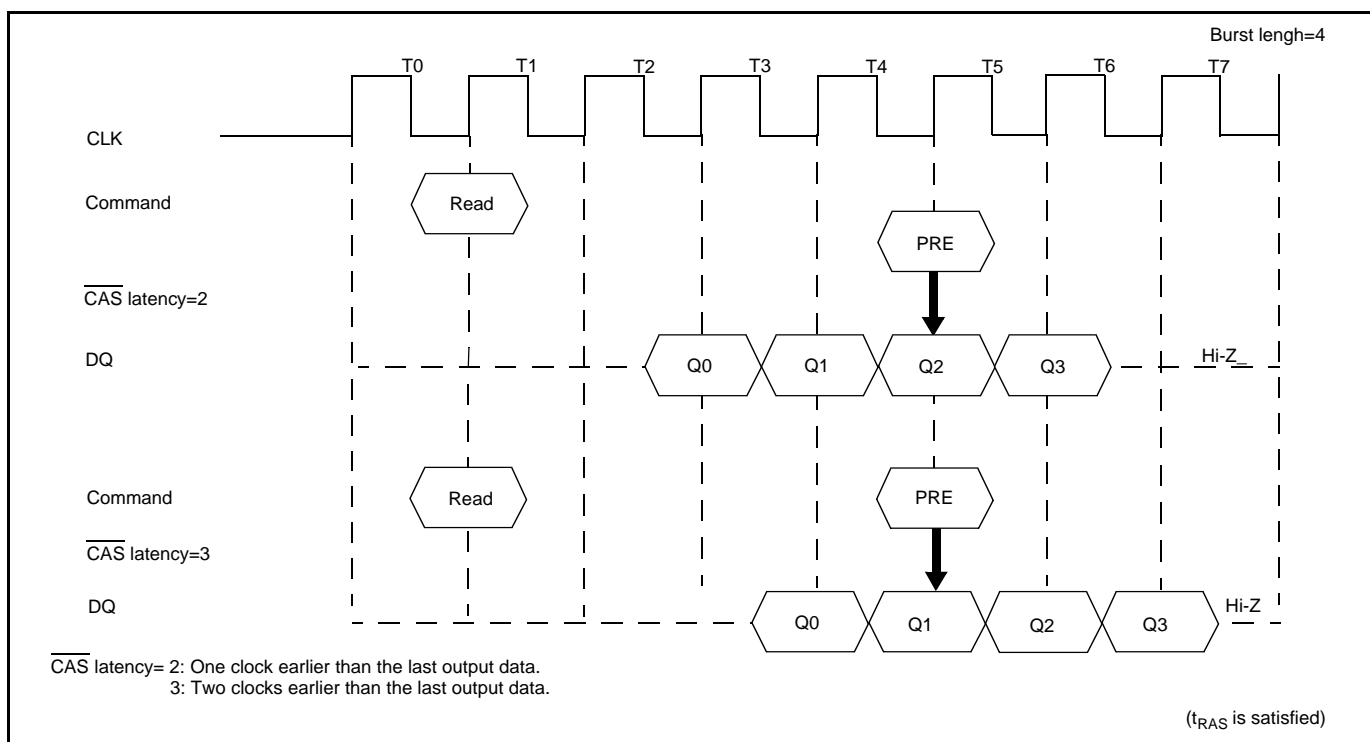 Burst lengh=4
T0 T1 T2 T3 T4 T5 T6 T7
CLK
Command
Read
PRE
CAS latency=2
DQ
Q0 Q1 Q2 Q3
Hi-Z_
Command
Read
PRE
CAS latency=3
DQ
Q0 Q1 Q2 Q3
Hi-Z
CAS latency= 2: One clock earlier than the last output data.
3: Two clocks earlier than the last output data.
(tRAS is satisfied)